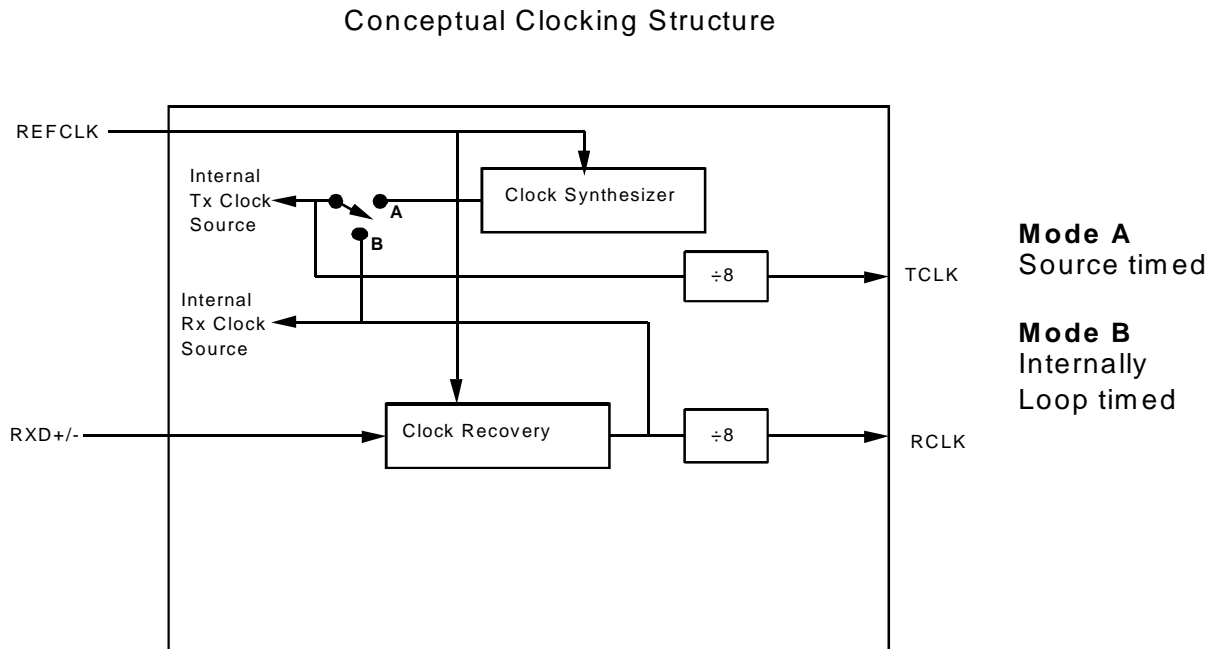 Conceptual Clocking Structure
REFCLK
Internal
Tx Clock
Source
A
B
Clock Synthesizer
÷8
TCLK
Internal
Rx Clock
Source
RXD+/-
Clock Recovery
÷8
RCLK
Mode A
Source timed
Mode B
Internally
Loop timed